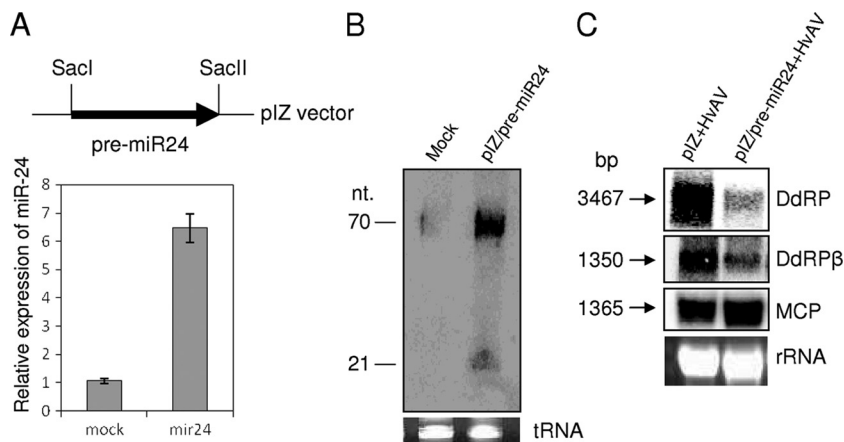 A
SacI SacII
pIZ vector
pre-miR24
Relative expression of miR-24
8
7
6
5
4
3
2
1
0
mock mir24
B
Mock
pIZ/pre-miR24
nt.
70
21
tRNA
C
pIZ+HvAV
pIZ/pre-miR24+HvAV
bp
3467 DdRP
1350 DdRPβ
1365 MCP
rRNA